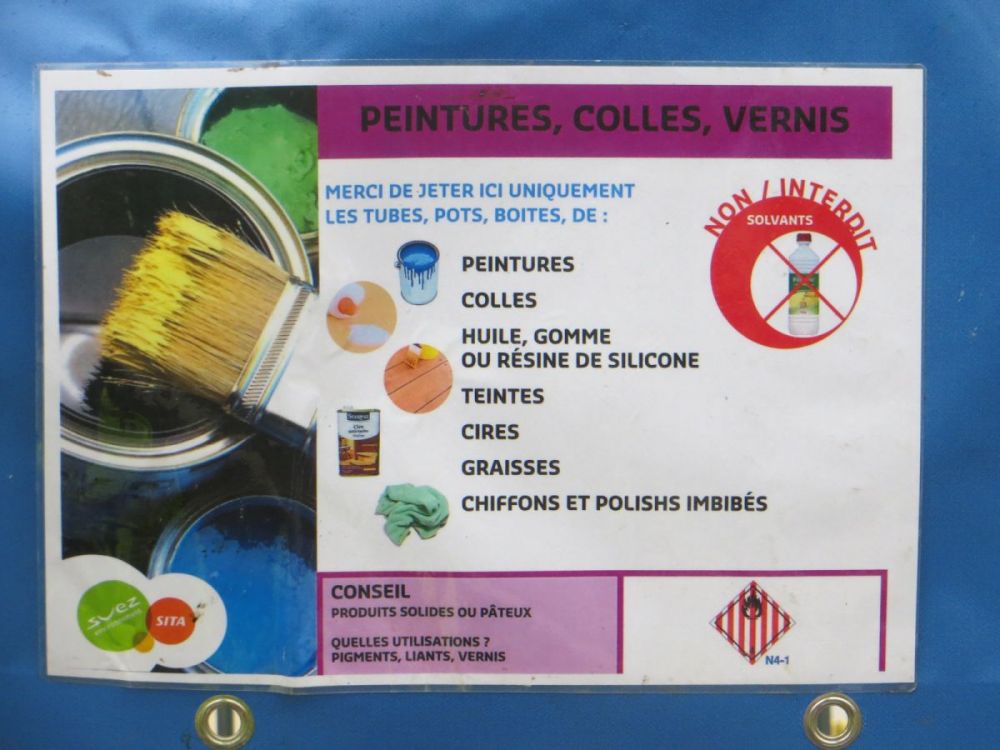 PEINTURES, COLLES, VERNIS
MERCI DE JETER ICI UNIQUEMENT
LES TUBES, POTS, BOITES, DE :
NON / INTERDIT
SOLVANTS
PEINTURES
COLLES
HUILE, GOMME
OU RÉSINE DE SILICONE
TEINTES
CIRES
GRAISSES
CHIFFONS ET POLISHS IMBIBÉS
CONSEIL
PRODUITS SOLIDES OU PÂTEUX
QUELLES UTILISATIONS ?
PIGMENTS, LIANTS, VERNIS
N4-1
suez
environnement
SITA